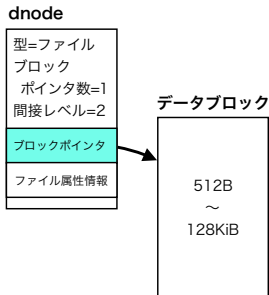 dnode
型=ファイル
ブロック
ポインタ数=1
間接レベル=2
ブロックポインタ
ファイル属性情報
データブロック
512B
〜
128KiB